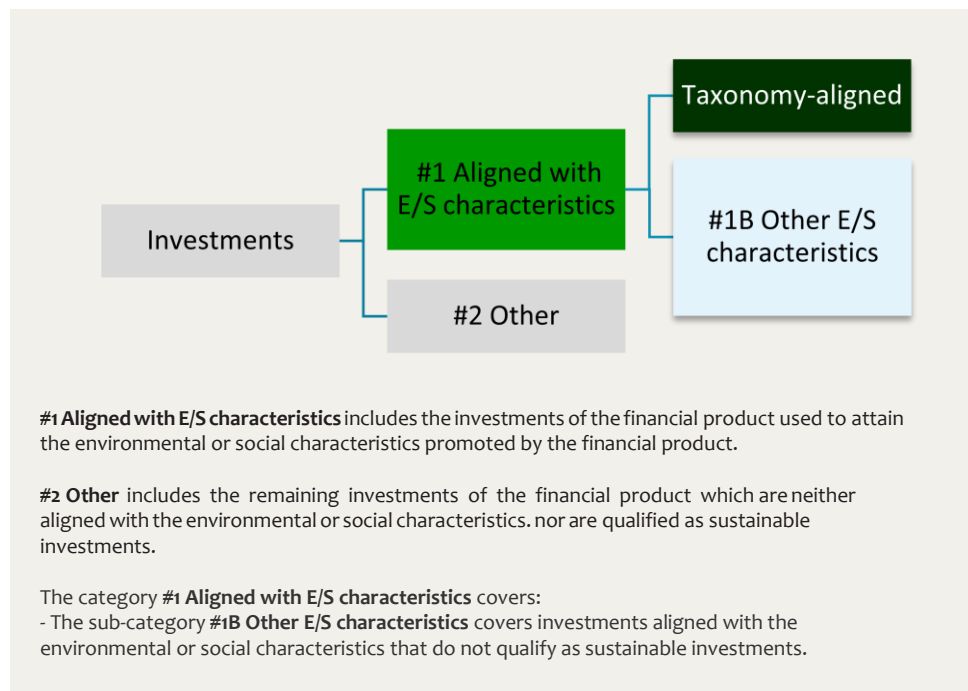 Taxonomy-aligned
#1 Aligned with
E/S characteristics
#1B Other E/S
characteristics
Investments
#2 Other
#1 Aligned with E/S characteristics includes the investments of the financial product used to attain
the environmental or social characteristics promoted by the financial product.
#2 Other includes the remaining investments of the financial product which are neither
aligned with the environmental or social characteristics. nor are qualified as sustainable
investments.
The category #1 Aligned with E/S characteristics covers:
- The sub-category #1B Other E/S characteristics covers investments aligned with the
environmental or social characteristics that do not qualify as sustainable investments.